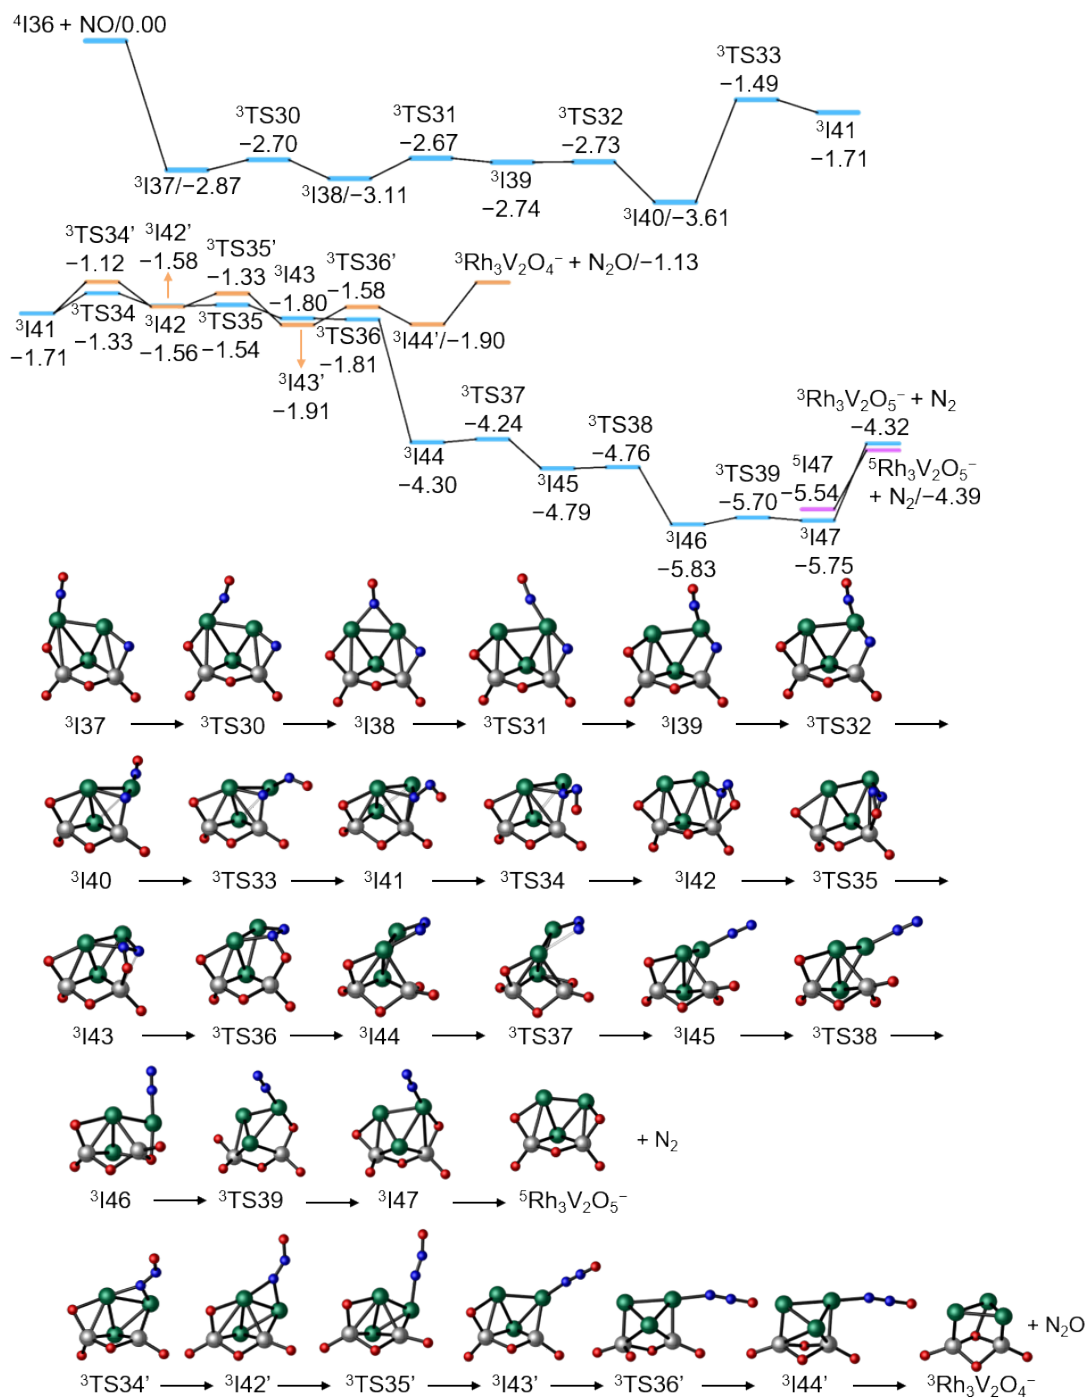 ⁴I36 + NO/0.00
³TS33
−1.49
³TS30
−2.70
³TS31
−2.67
³TS32
−2.73
³I41
−1.71
³I37/−2.87
³I38/−3.11
³I39
−2.74
³I40/−3.61
³TS34’
−1.12
³I42’
−1.58
³TS35’
−1.33
³I43
−1.80
³TS36’
−1.58
³Rh₃V₂O₄⁻ + N₂O/−1.13
³I41
−1.71
³TS34
−1.33
³I42
−1.56
³TS35
−1.54
³TS36
−1.81
³I44’/−1.90
³I43’
−1.91
³TS37
−4.24
³I44
−4.30
³TS38
−4.76
³I45
−4.79
³Rh₃V₂O₅⁻ + N₂
−4.32
³TS39
−5.70
⁵I47
−5.54
⁵Rh₃V₂O₅⁻
+ N₂/−4.39
³I46
−5.83
³I47
−5.75
³I37 ³TS30 ³I38 ³TS31 ³I39 ³TS32
³I40 ³TS33 ³I41 ³TS34 ³I42 ³TS35
³I43 ³TS36 ³I44 ³TS37 ³I45 ³TS38
+ N₂
³I46 ³TS39 ³I47 ⁵Rh₃V₂O₅⁻
+ N₂O
³TS34’ ³I42’ ³TS35’ ³I43’ ³TS36’ ³I44’ ³Rh₃V₂O₄⁻